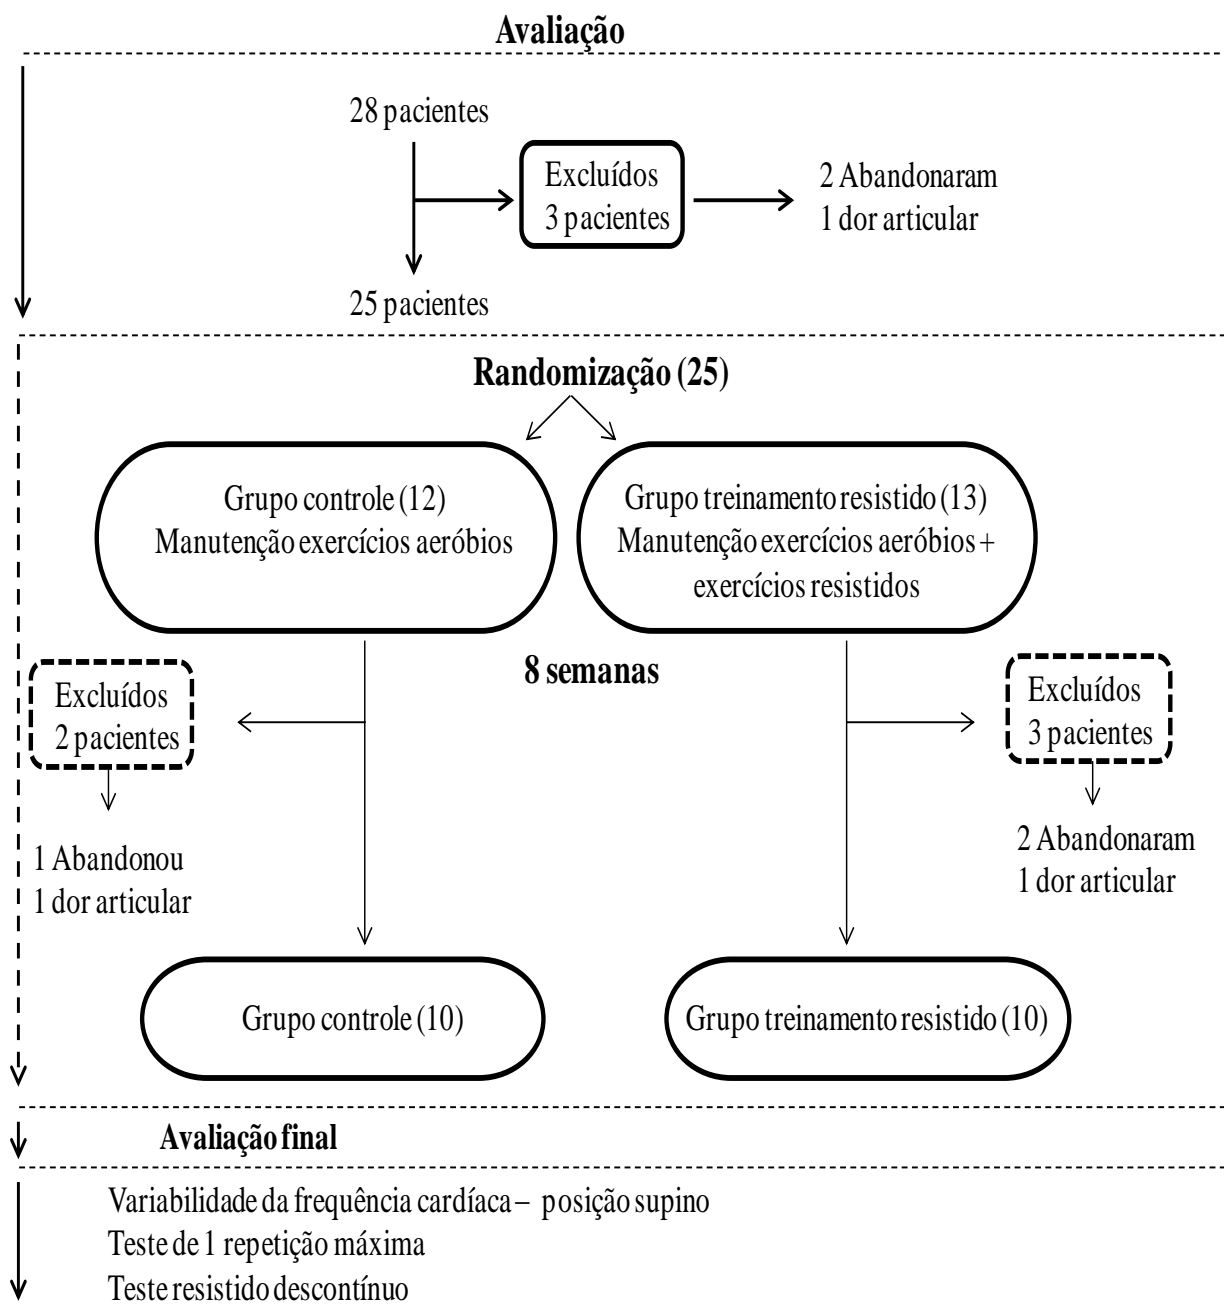 Avaliação
28 pacientes
Excluídos
3 pacientes
2 Abandonaram
1 dor articular
25 pacientes
Randomização (25)
Grupo controle (12)
Manutenção exercícios aeróbios
Grupo treinamento resistido (13)
Manutenção exercícios aeróbios +
exercícios resistidos
8 semanas
Excluídos
2 pacientes
1 Abandonou
1 dor articular
Excluídos
3 pacientes
2 Abandonaram
1 dor articular
Grupo controle (10)
Grupo treinamento resistido (10)
Avaliação final
Variabilidade da frequência cardíaca – posição supino
Teste de 1 repetição máxima
Teste resistido descontínuo